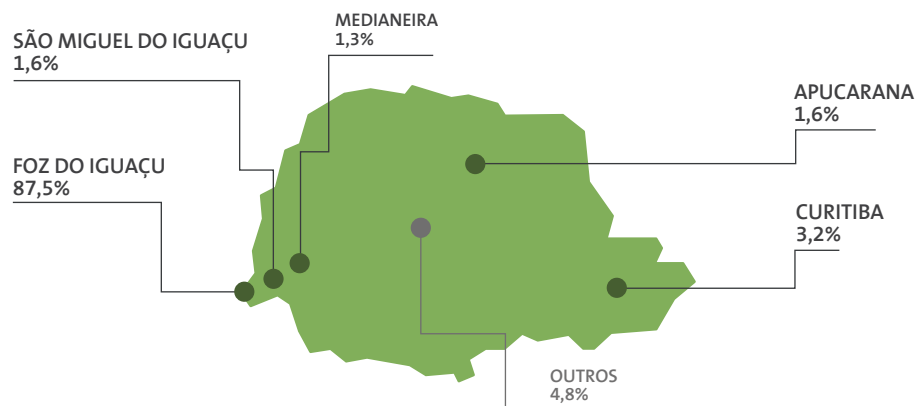 MEDIANEIRA
1,3%
SÃO MIGUEL DO IGUAÇU
1,6%
APUCARANA
1,6%
FOZ DO IGUAÇU
87,5%
CURITIBA
3,2%
OUTROS
4,8%